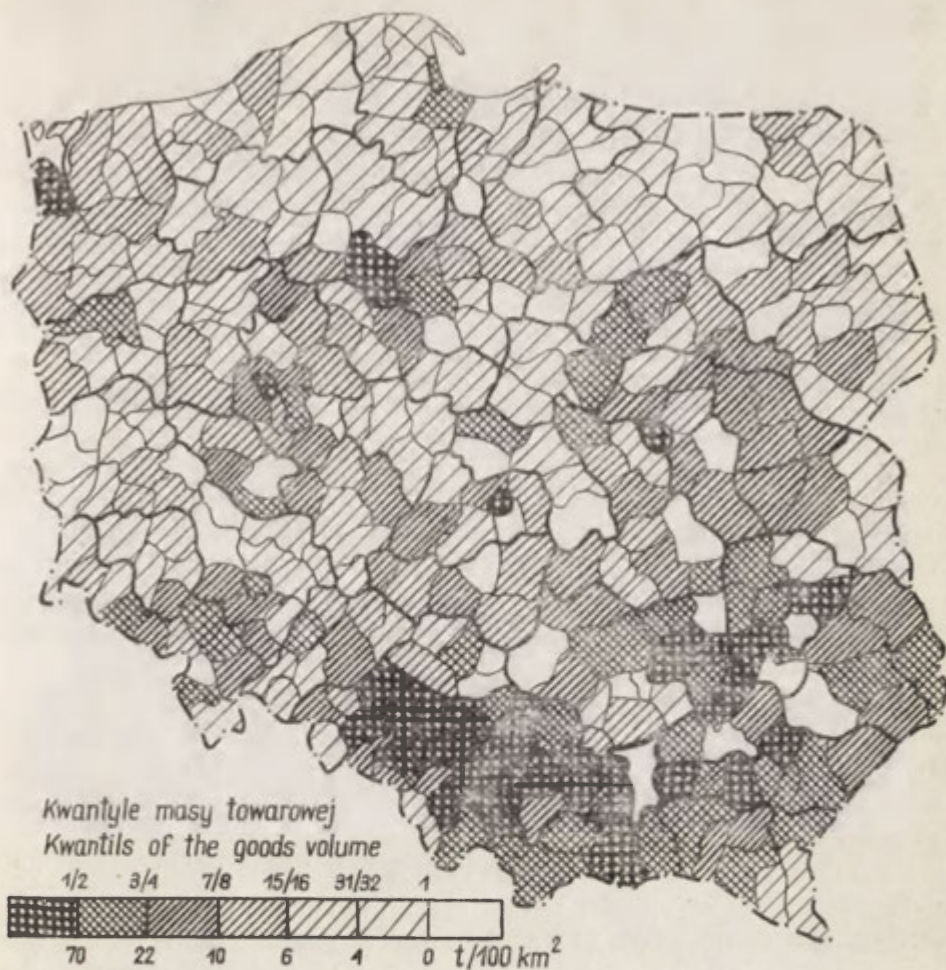 Kwantyle masy towarowej
Kwantils of the goods volume
1/2 3/4 7/8 15/16 31/32 1
70 22 10 6 4 0 t/100 km²